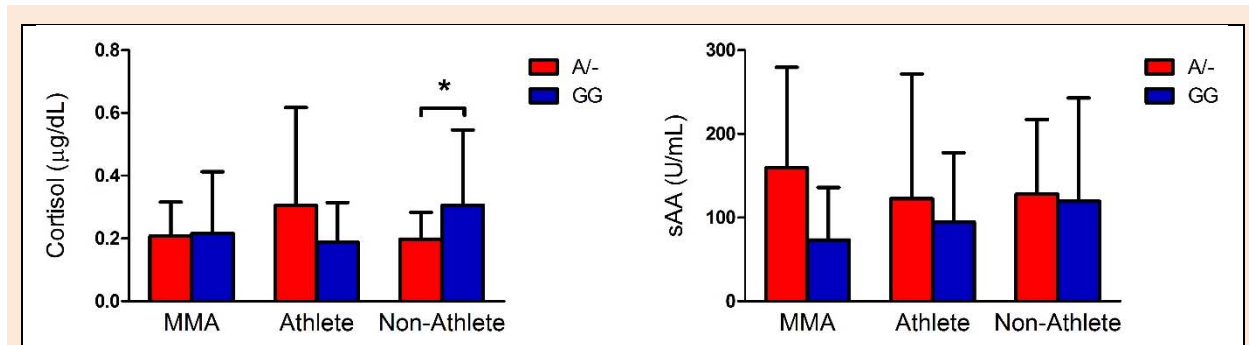 Cortisol (µg/dL)
0.8
0.6
0.4
0.2
0.0
*
A/-
GG
MMA Athlete Non-Athlete
sAA (U/mL)
300
200
100
0
A/-
GG
MMA Athlete Non-Athlete